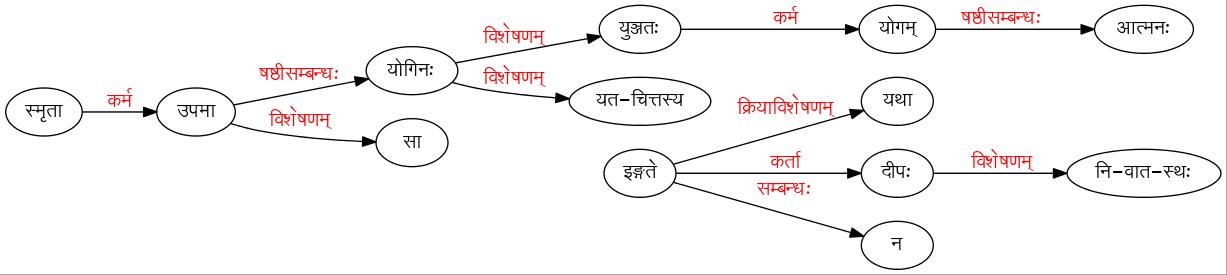 स्मृता
कर्म
उपमा
षष्ठीसम्बन्धः
योगिनः
विशेषणम्
युञ्जतः
कर्म
योगम्
षष्ठीसम्बन्धः
आत्मनः
विशेषणम्
यत-चित्तस्य
विशेषणम्
सा
इङ्गते
क्रियाविशेषणम्
यथा
कर्ता
दीपः
विशेषणम्
नि-वात-स्थः
सम्बन्धः
न